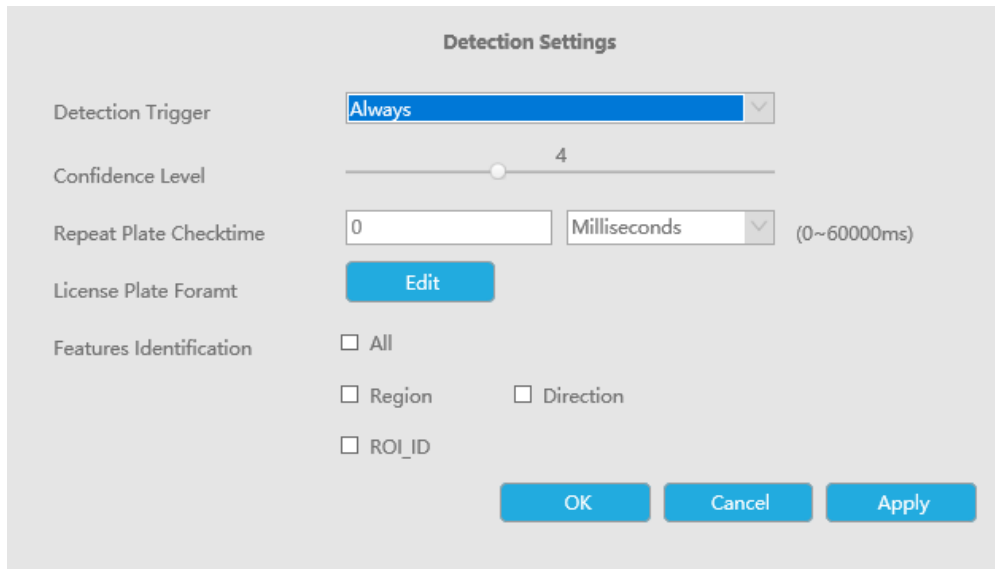 Detection Settings
Detection Trigger Always
4
Confidence Level
Repeat Plate Checktime 0 Milliseconds (0~60000ms)
License Plate Foramt Edit
Features Identification All
Region Direction
ROI_ID
OK Cancel Apply